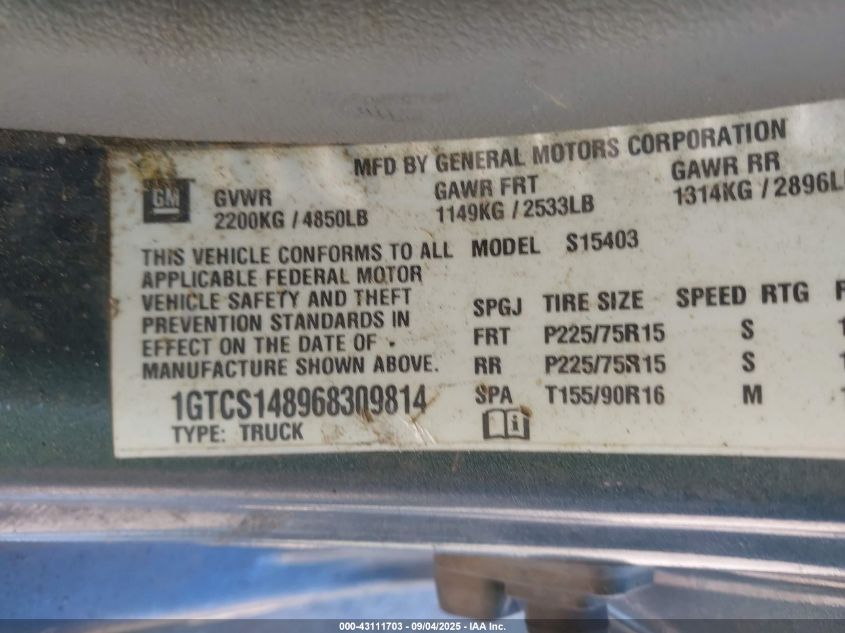 MFD BY GENERAL MOTORS CORPORATION
GM GVWR GAWR FRT GAWR RR
2200KG / 4850LB 1149KG / 2533LB 1314KG / 2896L
THIS VEHICLE CONFORMS TO ALL MODEL S15403
APPLICABLE FEDERAL MOTOR
VEHICLE SAFETY AND THEFT SPGJ TIRE SIZE SPEED RTG
PREVENTION STANDARDS IN FRT P225/75R15 S
EFFECT ON THE DATE OF RR P225/75R15 S
MANUFACTURE SHOWN ABOVE. SPA T155/90R16 M
1GTCS148968309814
TYPE: TRUCK
000-43111703 - 09/04/2025 - IAA Inc.